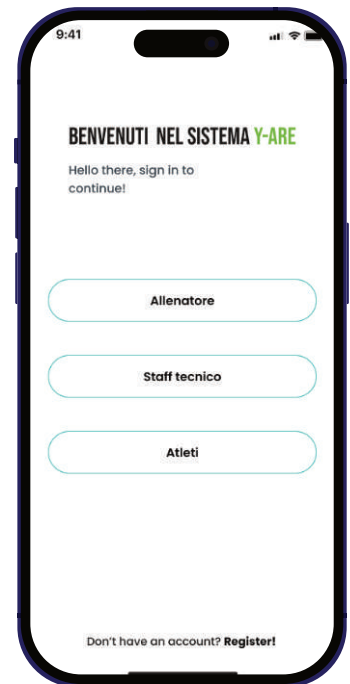 9:41
BENVENUTI NEL SISTEMA Y-ARE
Hello there, sign in to
continue!
Allenatore
Staff tecnico
Atleti
Don't have an account? Register!